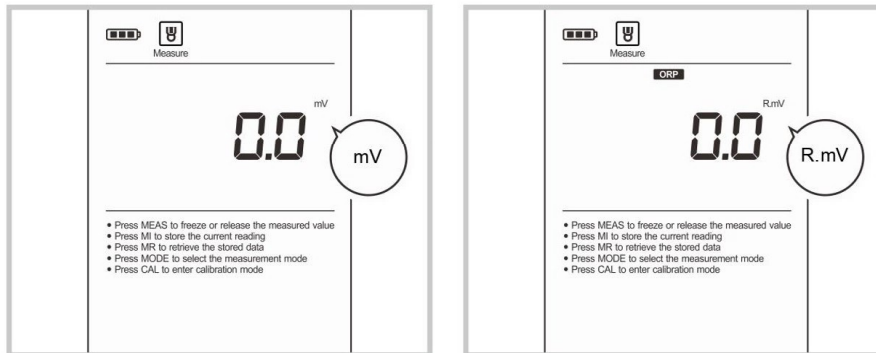 Measure
mV
0.0
mV
• Press MEAS to freeze or release the measured value
• Press MI to store the current reading
• Press MR to retrieve the stored data
• Press MODE to select the measurement mode
• Press CAL to enter calibration mode
Measure
ORP
R.mV
0.0
R.mV
• Press MEAS to freeze or release the measured value
• Press MI to store the current reading
• Press MR to retrieve the stored data
• Press MODE to select the measurement mode
• Press CAL to enter calibration mode